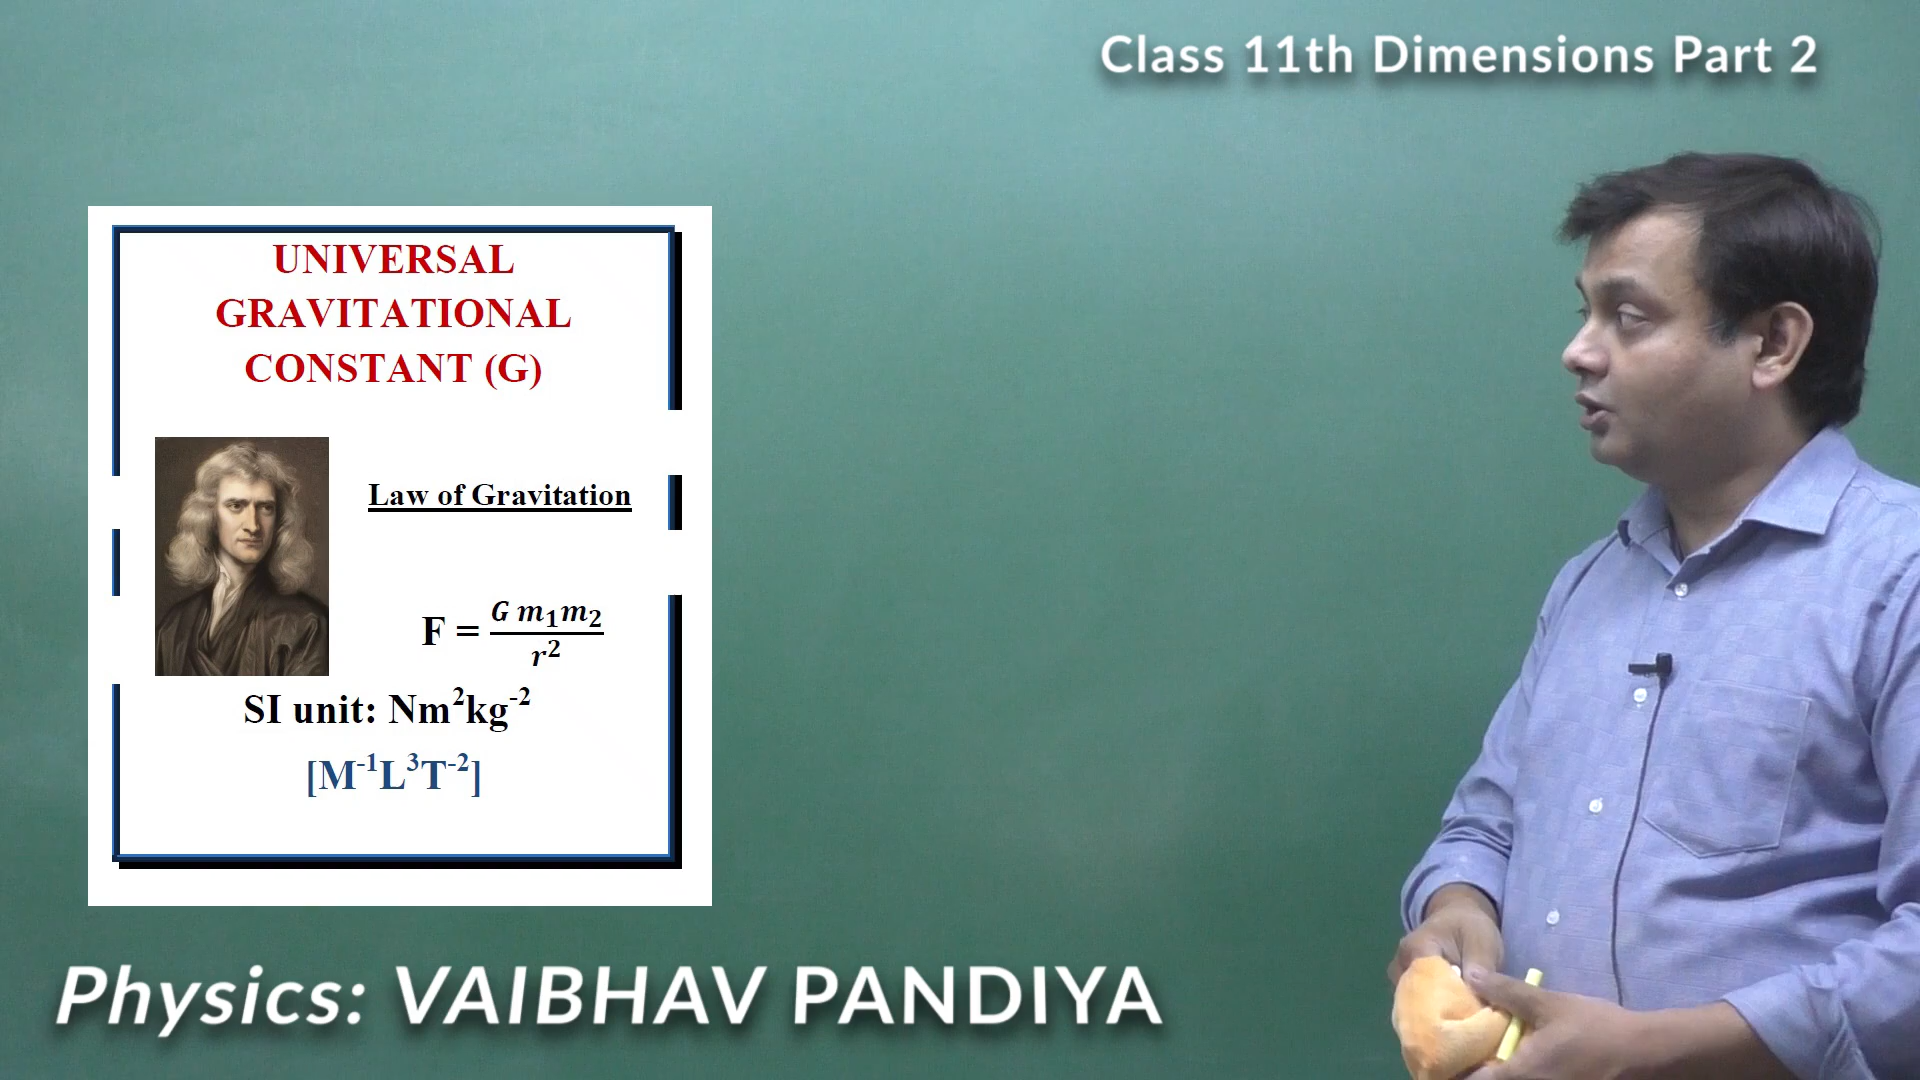 Class 11th Dimensions Part 2
UNIVERSAL
GRAVITATIONAL
CONSTANT (G)
Law of Gravitation
F = G m₁m₂ / r²
SI unit: Nm²kg⁻²
[M⁻¹L³T⁻²]
Physics: VAIBHAV PANDIYA